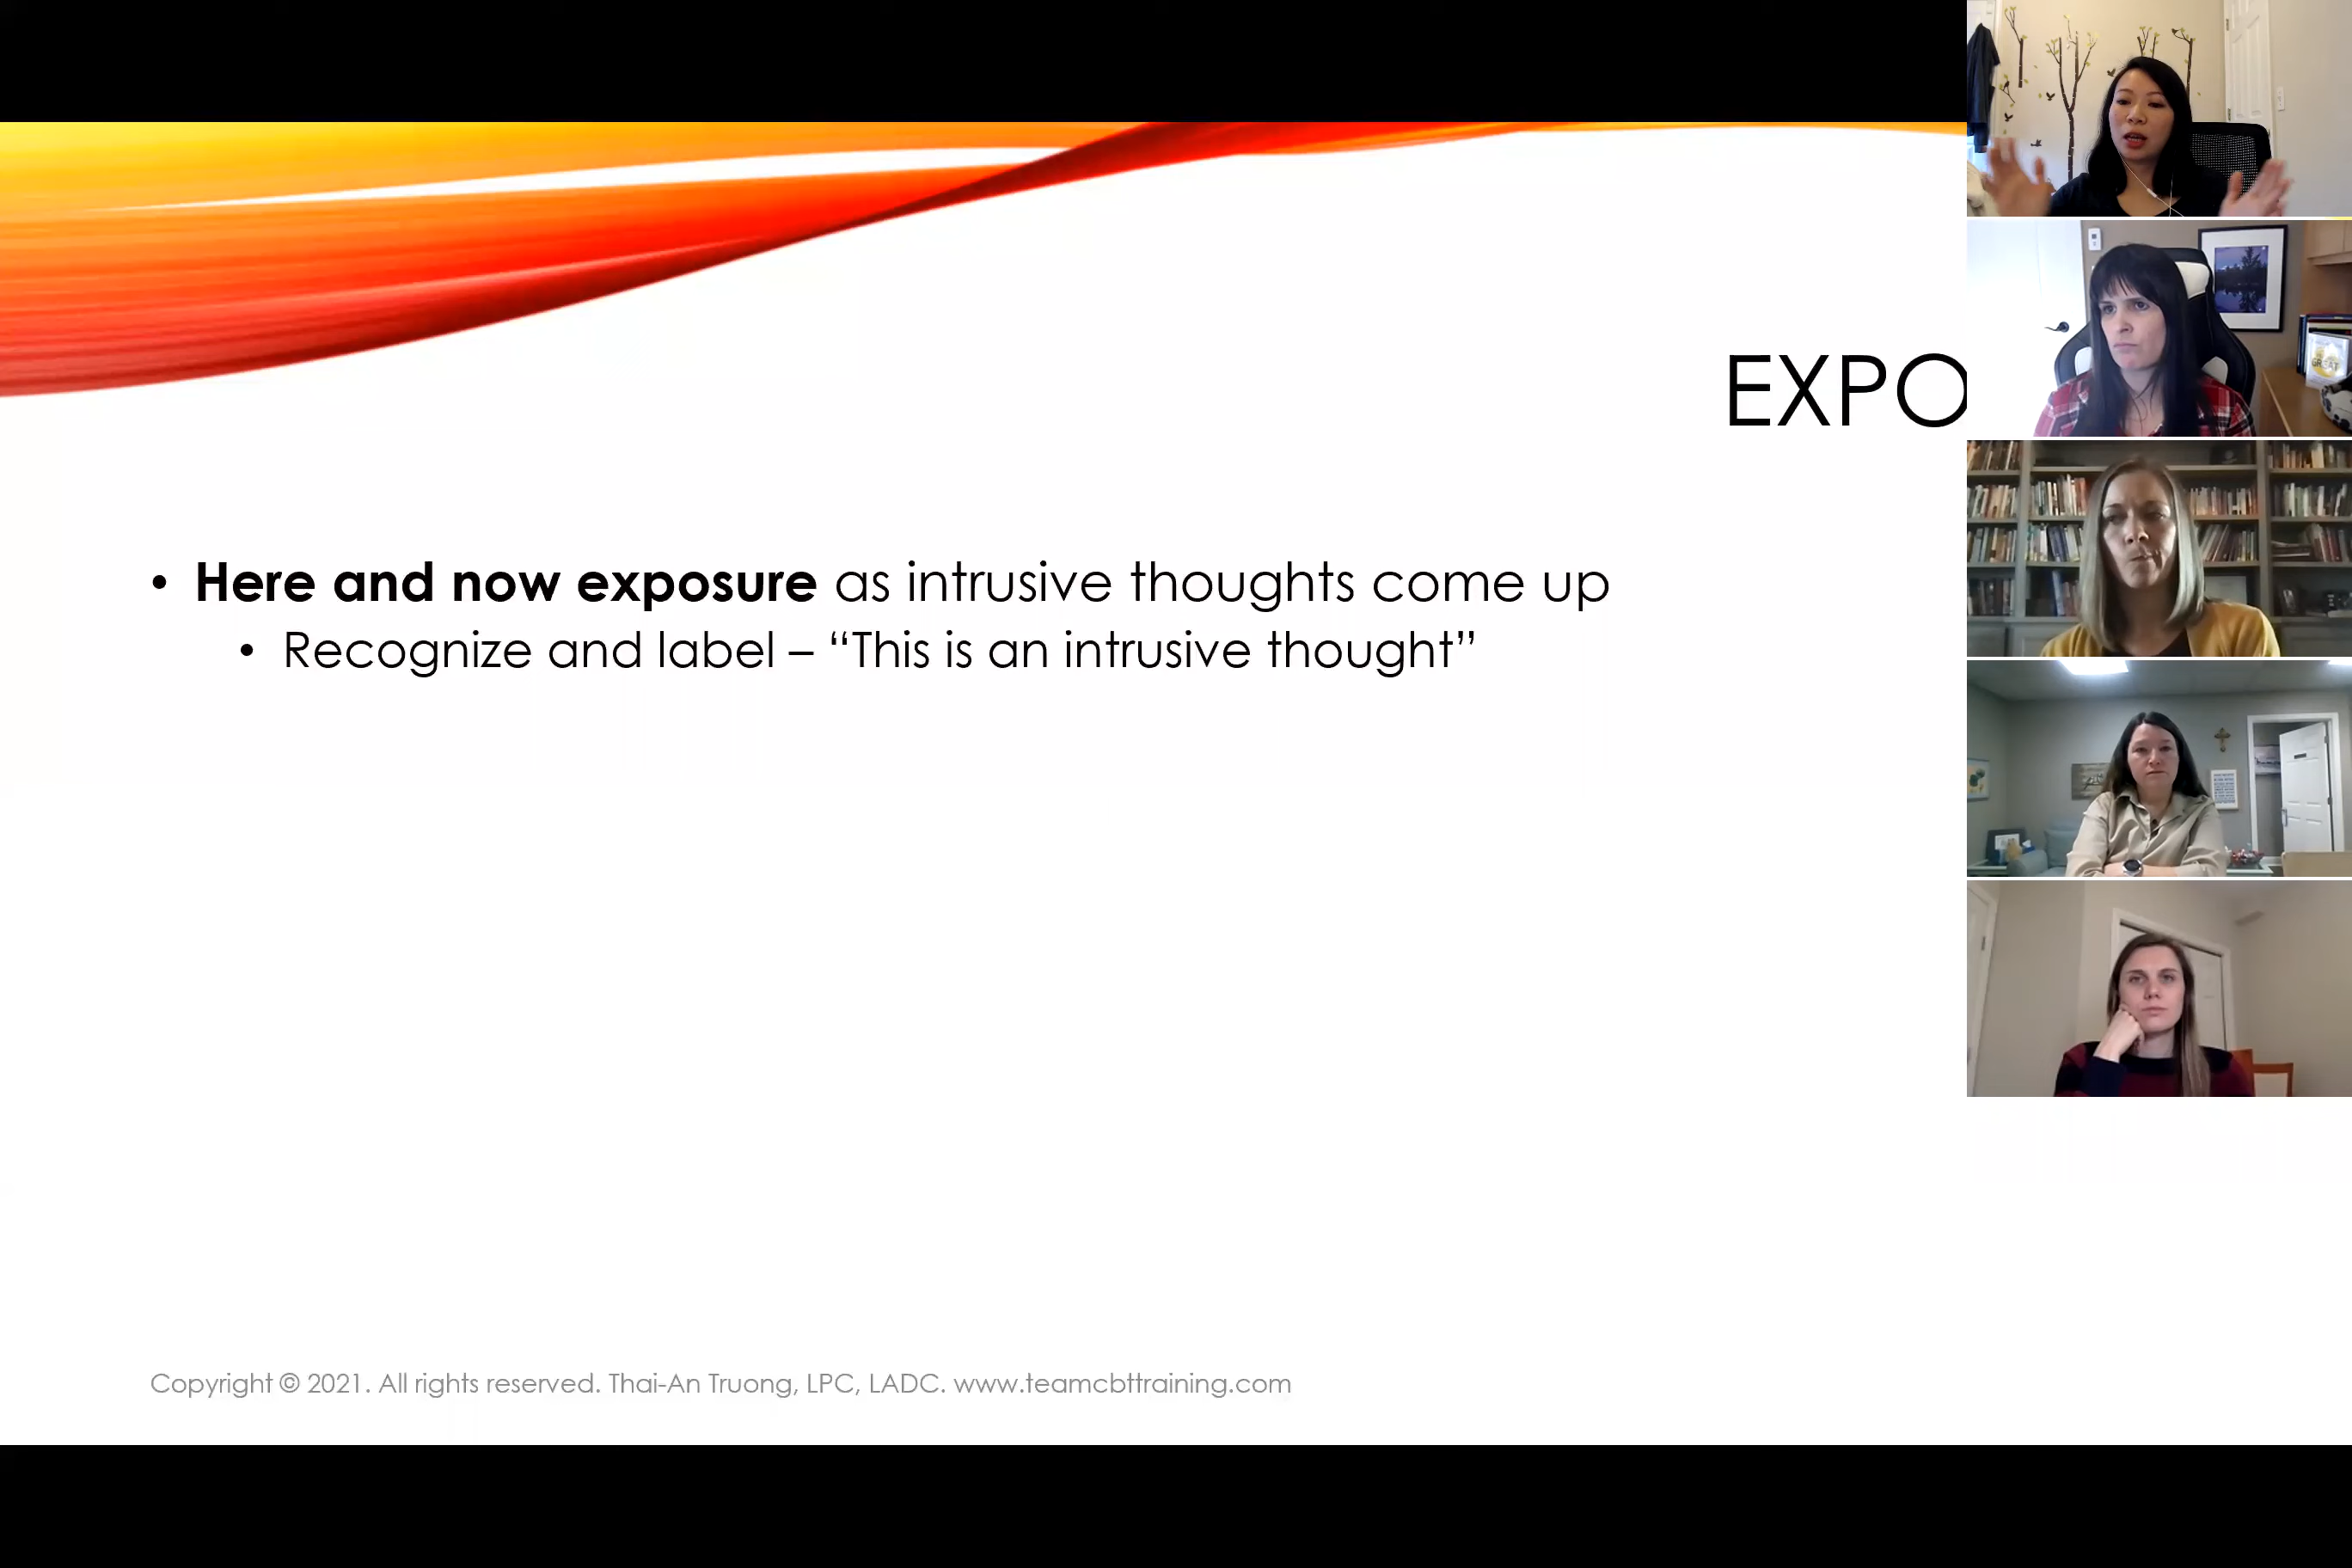 EXPO
• Here and now exposure as intrusive thoughts come up
• Recognize and label – “This is an intrusive thought”
Copyright © 2021. All rights reserved. Thai-An Truong, LPC, LADC. www.teamcbttraining.com
GREAT